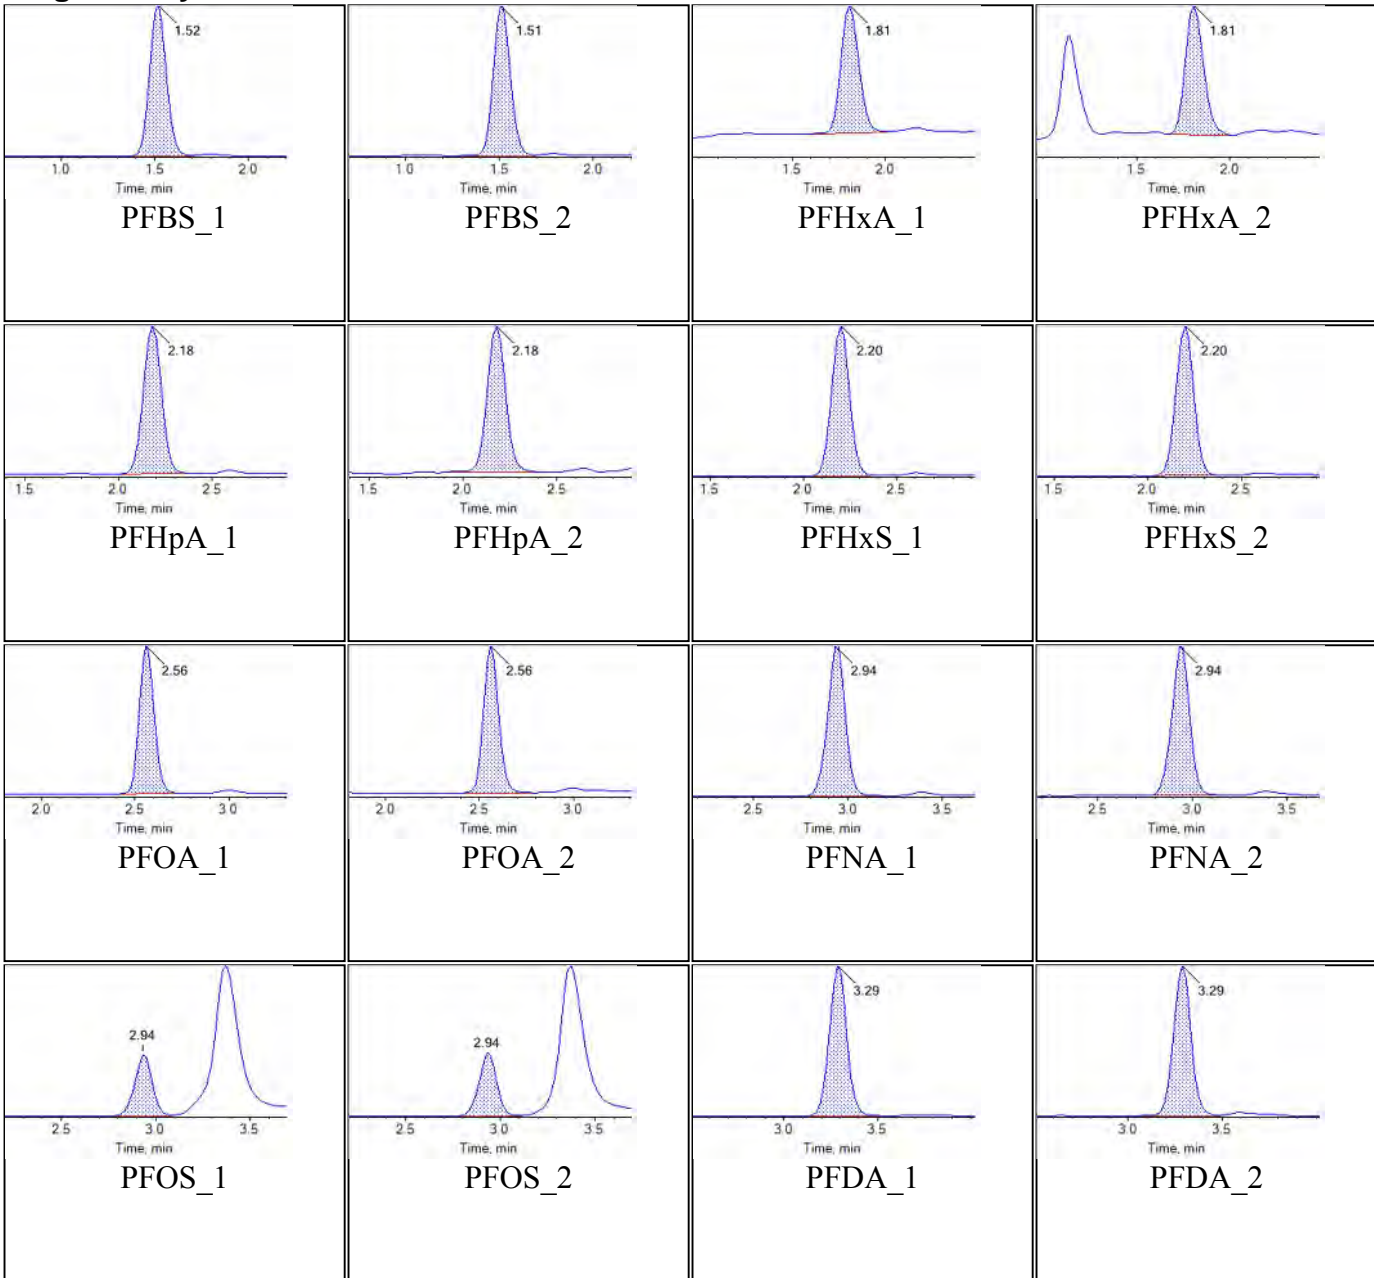 1.52 1.51 1.81 1.81
1.0 1.5 2.0 1.0 1.5 2.0 1.5 2.0 1.5 2.0
Time, min Time, min Time, min Time, min
PFBS_1 PFBS_2 PFHxA_1 PFHxA_2
2.18 2.18 2.20 2.20
1.5 2.0 2.5 1.5 2.0 2.5 1.5 2.0 2.5 1.5 2.0 2.5
Time, min Time, min Time, min Time, min
PFHpA_1 PFHpA_2 PFHxS_1 PFHxS_2
2.56 2.56 2.94 2.94
2.0 2.5 3.0 2.0 2.5 3.0 2.5 3.0 3.5 2.5 3.0 3.5
Time, min Time, min Time, min Time, min
PFOA_1 PFOA_2 PFNA_1 PFNA_2
2.94 2.94 3.29 3.29
2.5 3.0 3.5 2.5 3.0 3.5 3.0 3.5 3.0 3.5
Time, min Time, min Time, min Time, min
PFOS_1 PFOS_2 PFDA_1 PFDA_2